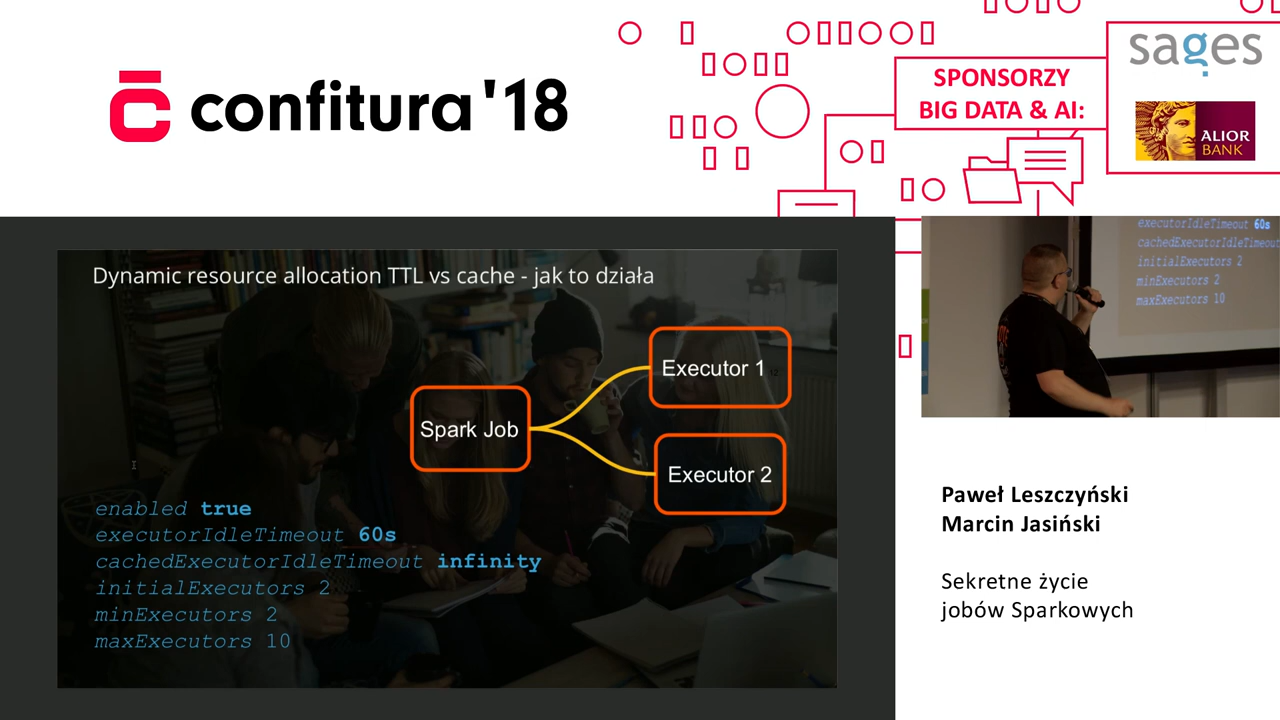 confitura '18
SPONSORZY
BIG DATA & AI:
sages
ALIOR
BANK
Dynamic resource allocation TTL vs cache - jak to działa
Executor 1
12
Spark Job
Executor 2
enabled true
executorIdleTimeout 60s
cachedExecutorIdleTimeout infinity
initialExecutors 2
minExecutors 2
maxExecutors 10
executorIdleTimeout 60s
cachedExecutorIdleTimeout
initialExecutors 2
minExecutors 2
maxExecutors 10
Paweł Leszczyński
Marcin Jasiński
Sekretne życie
jobów Sparkowych